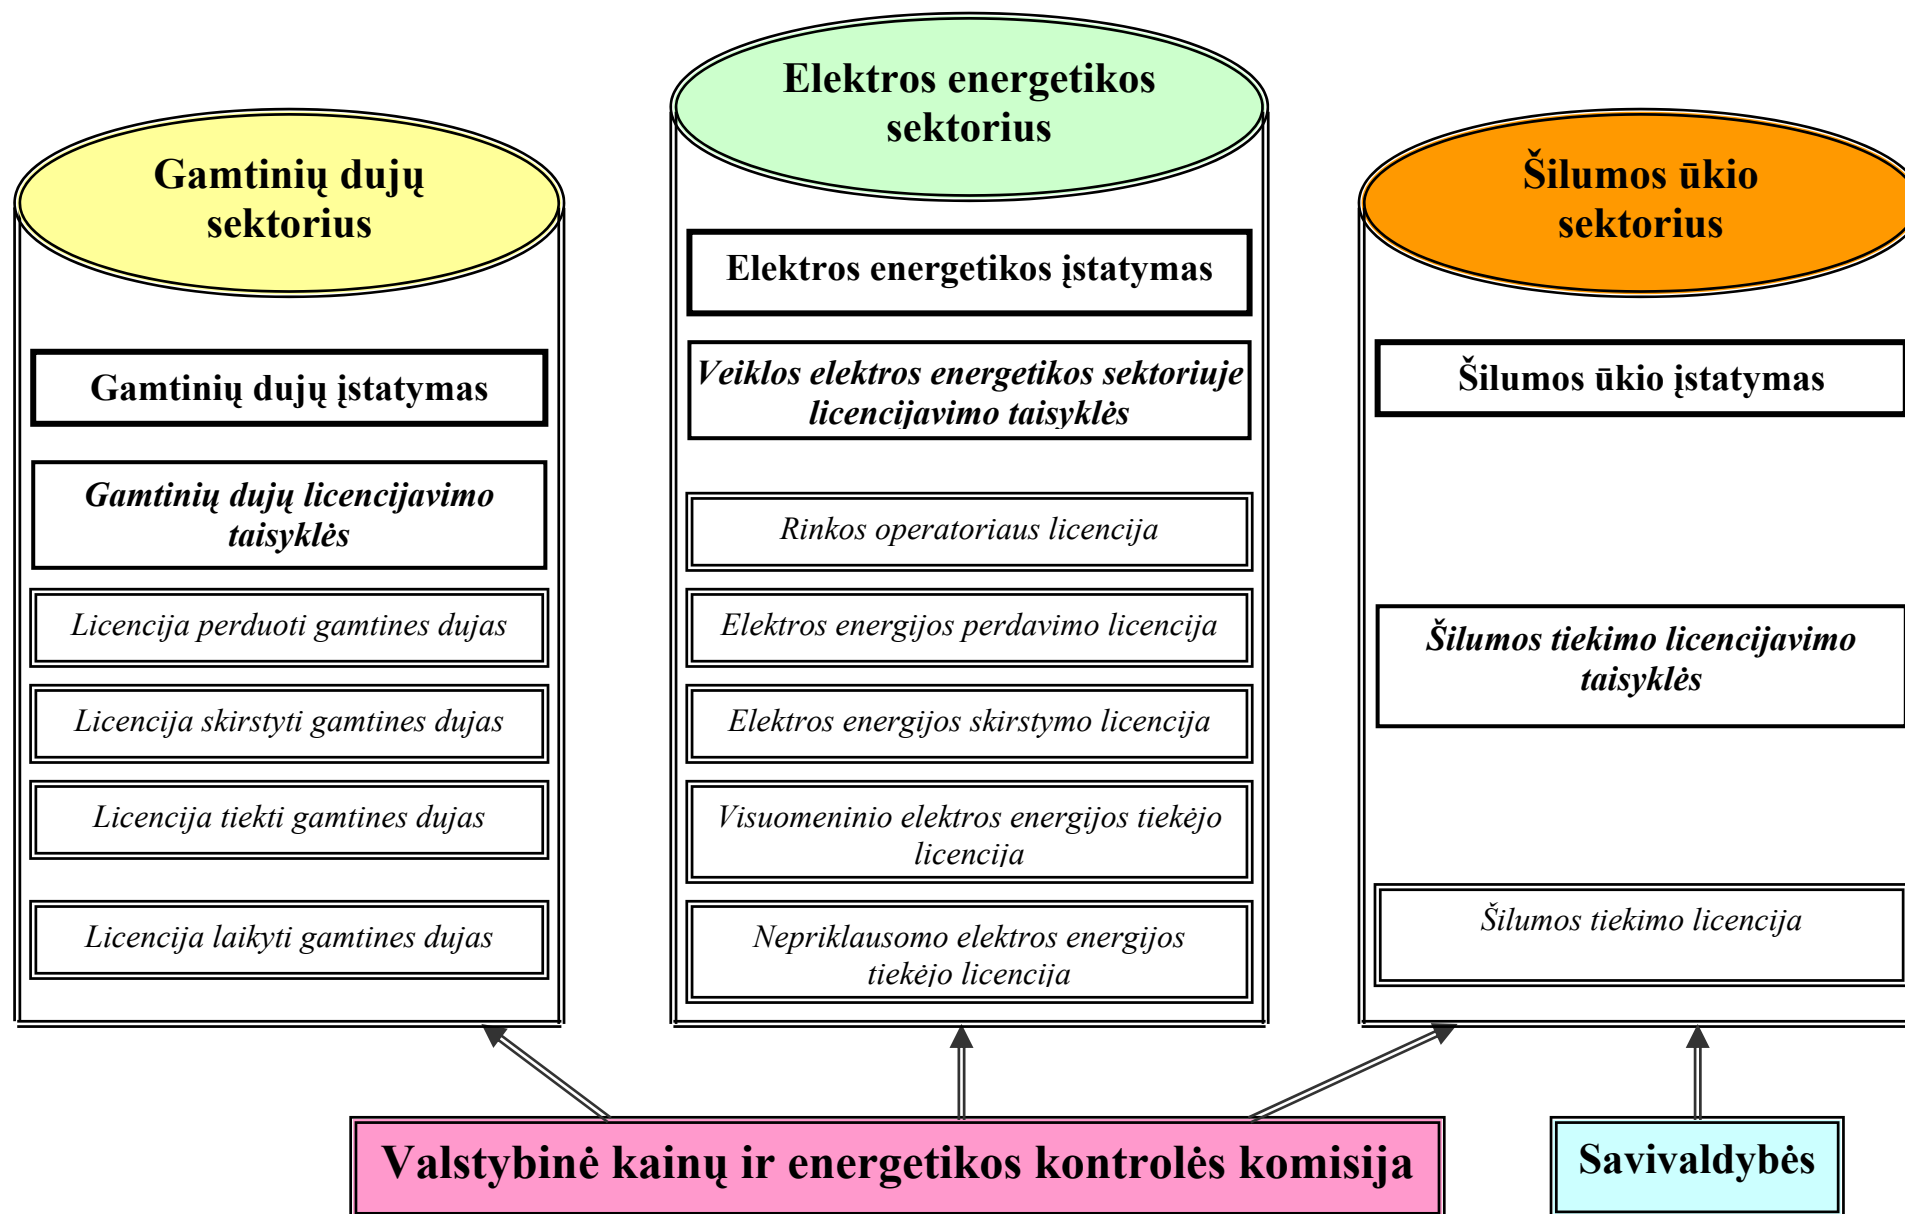 Gamtinių dujų
sektorius
Gamtinių dujų įstatymas
Gamtinių dujų licencijavimo
taisyklės
Licencija perduoti gamtines dujas
Licencija skirstyti gamtines dujas
Licencija tiekti gamtines dujas
Licencija laikyti gamtines dujas
Elektros energetikos
sektorius
Elektros energetikos įstatymas
Veiklos elektros energetikos sektoriuje
licencijavimo taisyklės
Rinkos operatoriaus licencija
Elektros energijos perdavimo licencija
Elektros energijos skirstymo licencija
Visuomeninio elektros energijos tiekėjo
licencija
Nepriklausomo elektros energijos
tiekėjo licencija
Šilumos ūkio
sektorius
Šilumos ūkio įstatymas
Šilumos tiekimo licencijavimo
taisyklės
Šilumos tiekimo licencija
Valstybinė kainų ir energetikos kontrolės komisija
Savivaldybės